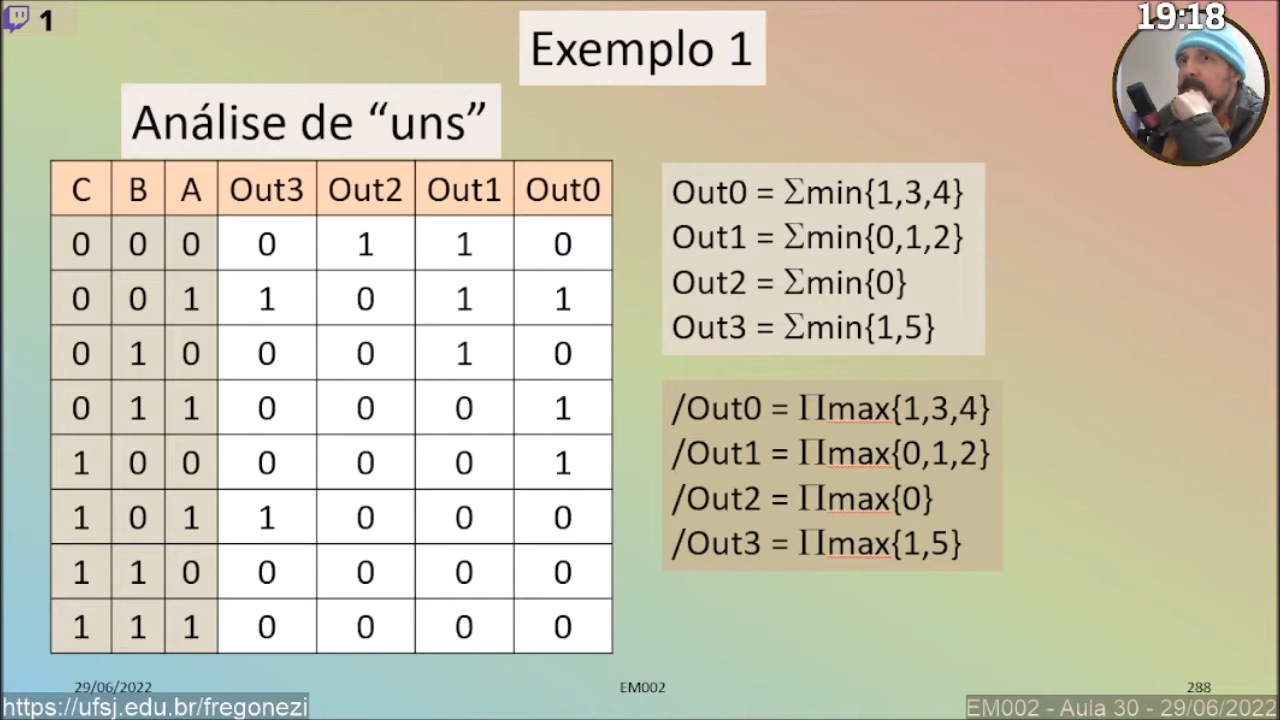 1
19:18
Exemplo 1
Análise de “uns”
C B A Out3 Out2 Out1 Out0
0 0 0 0 1 1 0
0 0 1 1 0 1 1
0 1 0 0 0 1 0
0 1 1 0 0 0 1
1 0 0 0 0 0 1
1 0 1 1 0 0 0
1 1 0 0 0 0 0
1 1 1 0 0 0 0
Out0 = Σmin{1,3,4}
Out1 = Σmin{0,1,2}
Out2 = Σmin{0}
Out3 = Σmin{1,5}
/Out0 = Πmax{1,3,4}
/Out1 = Πmax{0,1,2}
/Out2 = Πmax{0}
/Out3 = Πmax{1,5}
29/06/2022 EM002 288
https://ufsj.edu.br/fregonezi EM002 - Aula 30 - 29/06/2022